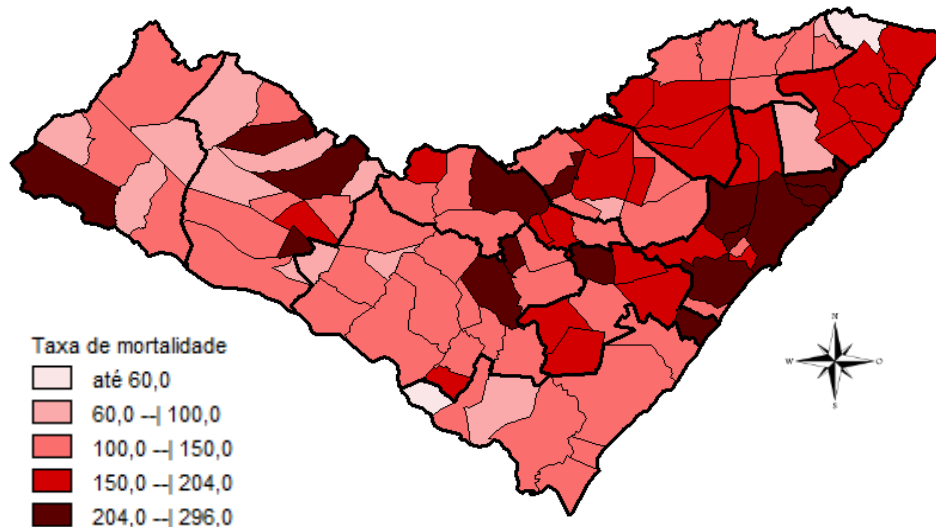 Taxa de mortalidade
até 60,0
60,0 --| 100,0
100,0 --| 150,0
150,0 --| 204,0
204,0 --| 296,0
N
W
O
S